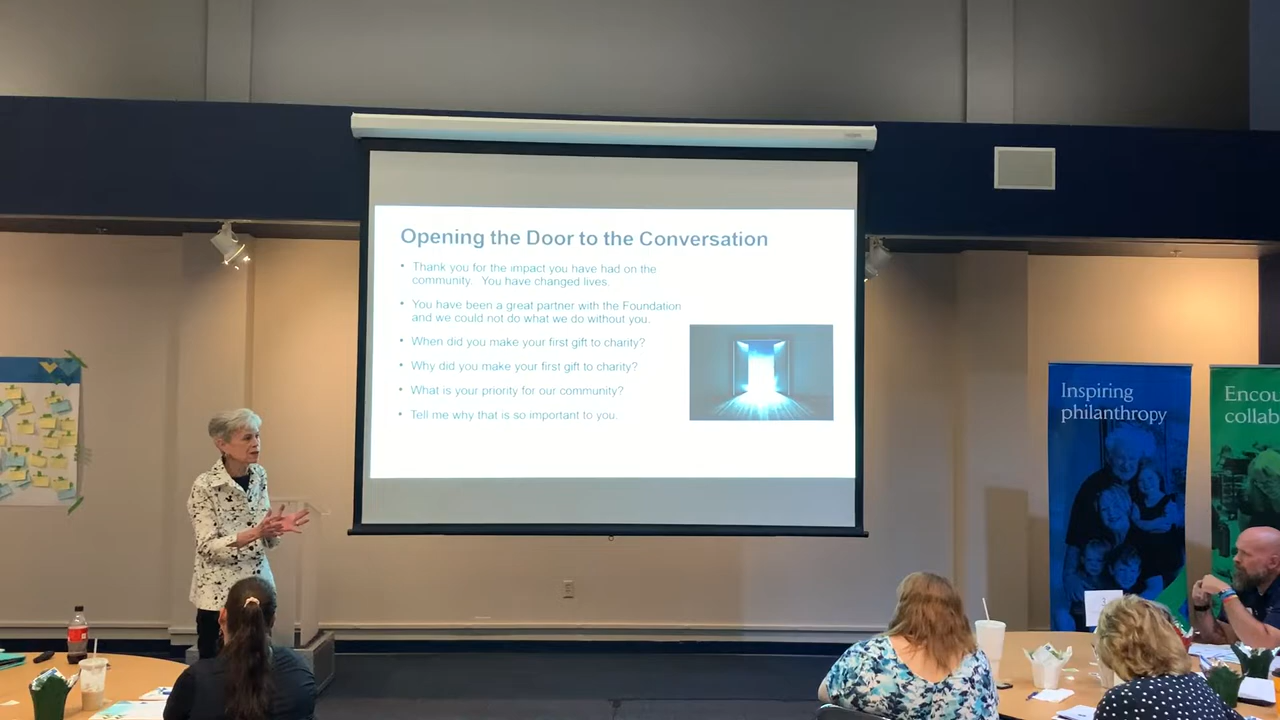 Opening the Door to the Conversation
• Thank you for the impact you have had on the
community. You have changed lives.
• You have been a great partner with the Foundation
and we could not do what we do without you.
• When did you make your first gift to charity?
• Why did you make your first gift to charity?
• What is your priority for our community?
• Tell me why that is so important to you.
Inspiring
philanthropy
Encou
collab